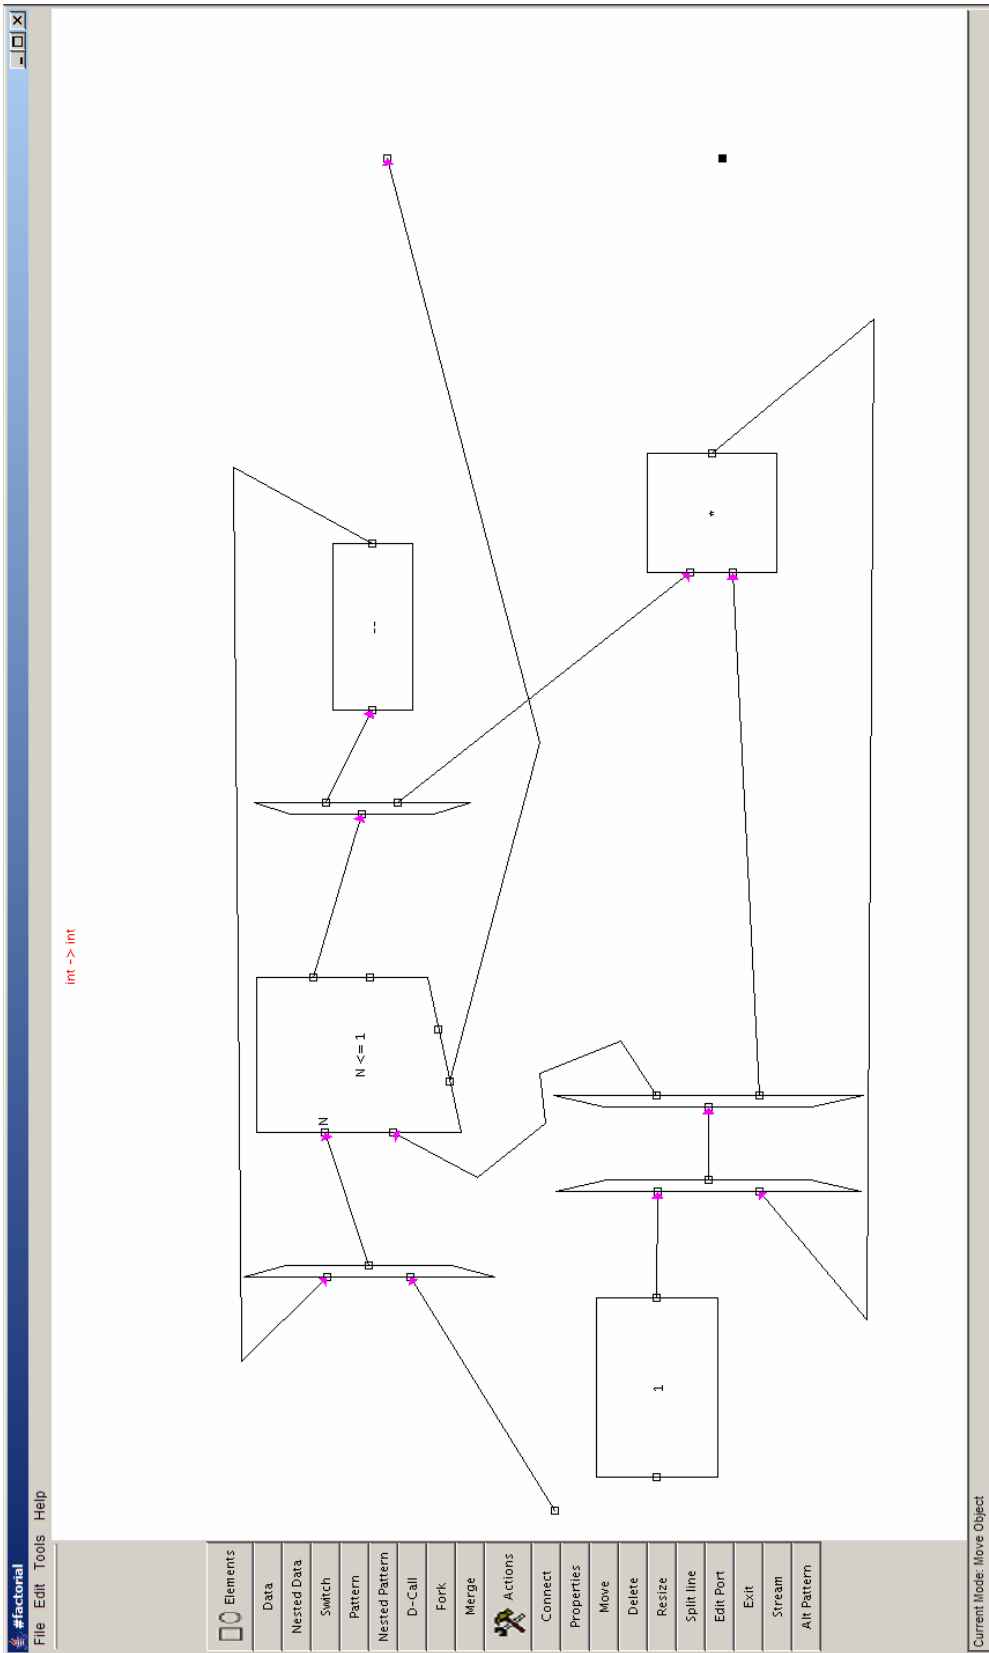 #factorial
File Edit Tools Help
int -> int
Elements
Data
Nested Data
Switch
Pattern
Nested Pattern
D-Call
Fork
Merge
Actions
Connect
Properties
Move
Delete
Resize
Split line
Edit Port
Exit
Stream
Alt Pattern
N
N <= 1
--
1
*
Current Mode: Move Object